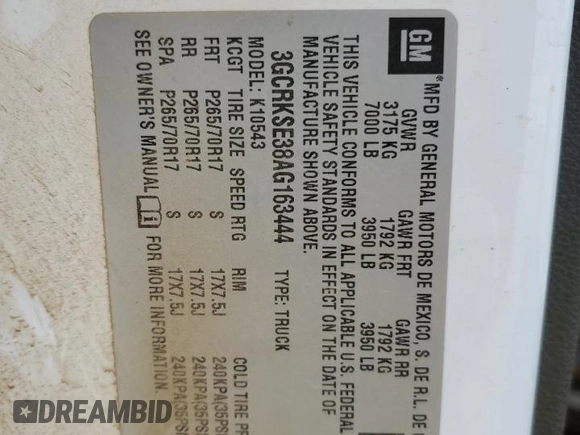 GM
MFD BY GENERAL MOTORS DE MEXICO, S. DE R.L. DE
GVWR GAWR FRT GAWR RR
3175 KG 1792 KG 1792 KG
7000 LB 3950 LB 3950 LB
THIS VEHICLE CONFORMS TO ALL APPLICABLE U.S. FEDERAL
VEHICLE SAFETY STANDARDS IN EFFECT ON THE DATE OF
MANUFACTURE SHOWN ABOVE.
3GCRKSE38AG163444 TYPE: TRUCK
MODEL: K10543
KCGT TIRE SIZE SPEED RTG RIM COLD TIRE
FRT P265/70R17 S 17X7.5J 240KPA(35PS
RR P265/70R17 S 17X7.5J 240KPA(35PS
SPA P265/70R17 S 17X7.5J 240KPA(35PS
SEE OWNER'S MANUAL i FOR MORE INFORMATION
DREAMBID